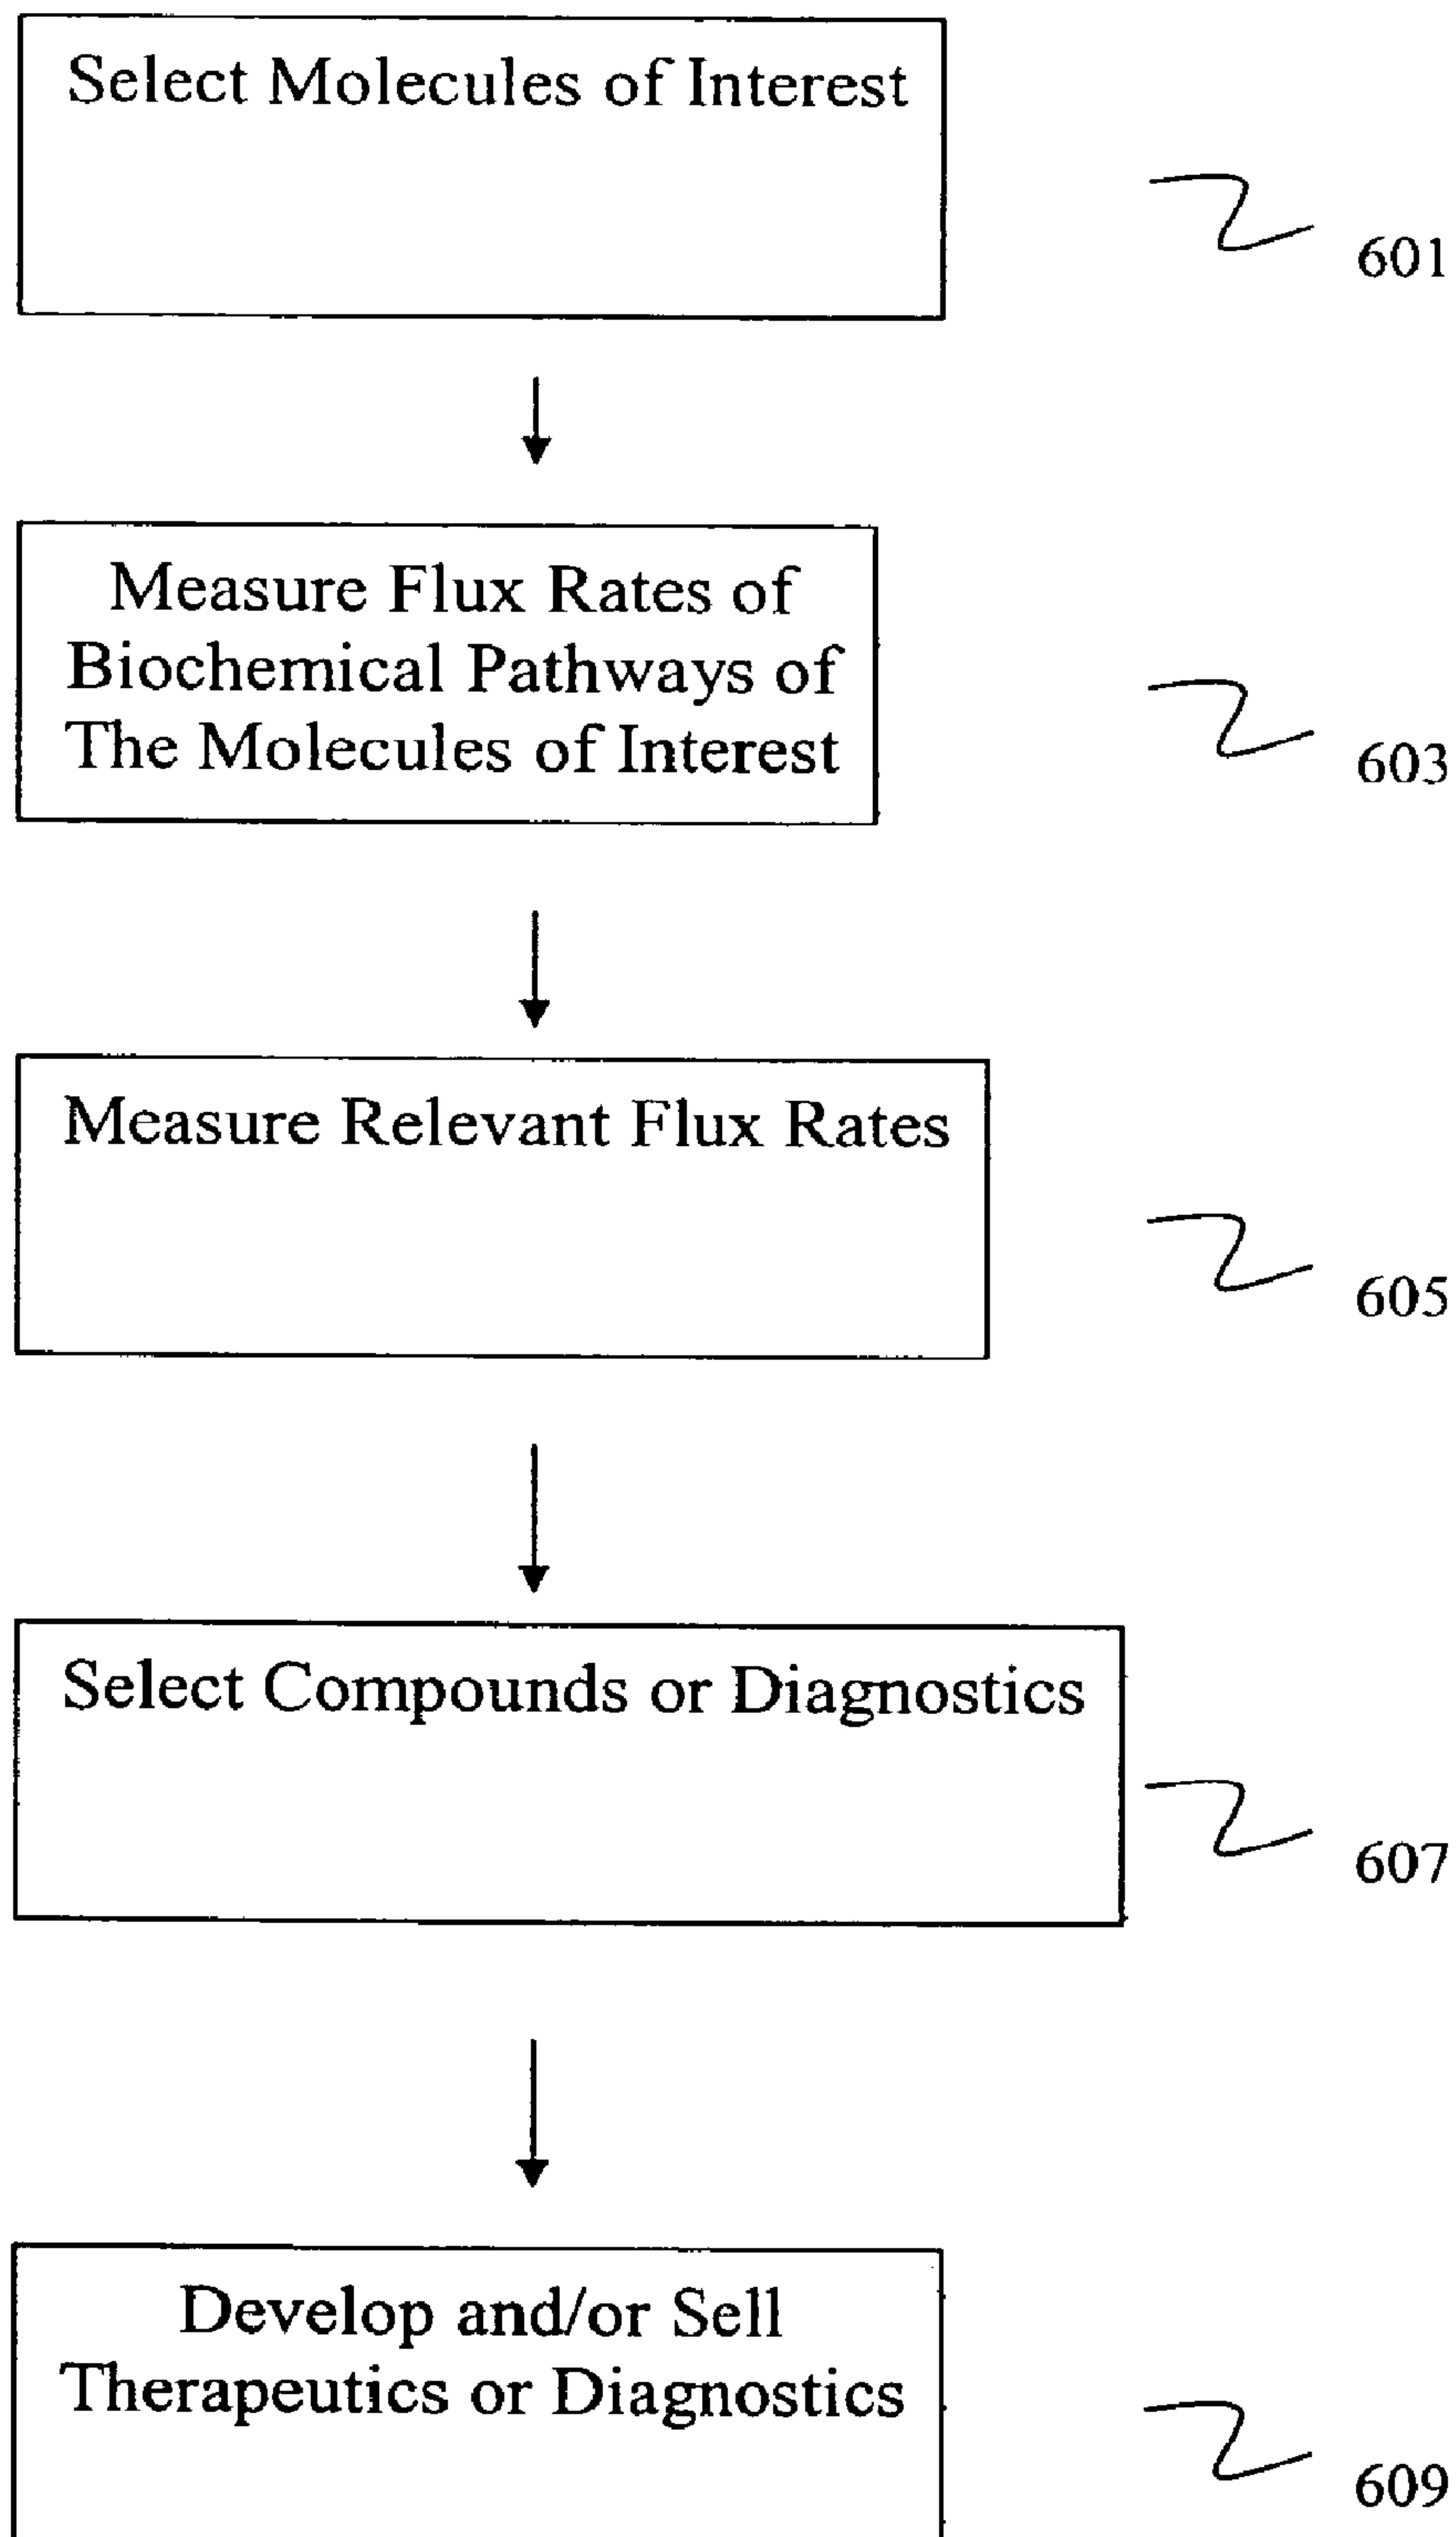 Select Molecules of Interest
601
Measure Flux Rates of
Biochemical Pathways of
The Molecules of Interest
603
Measure Relevant Flux Rates
605
Select Compounds or Diagnostics
607
Develop and/or Sell
Therapeutics or Diagnostics
609